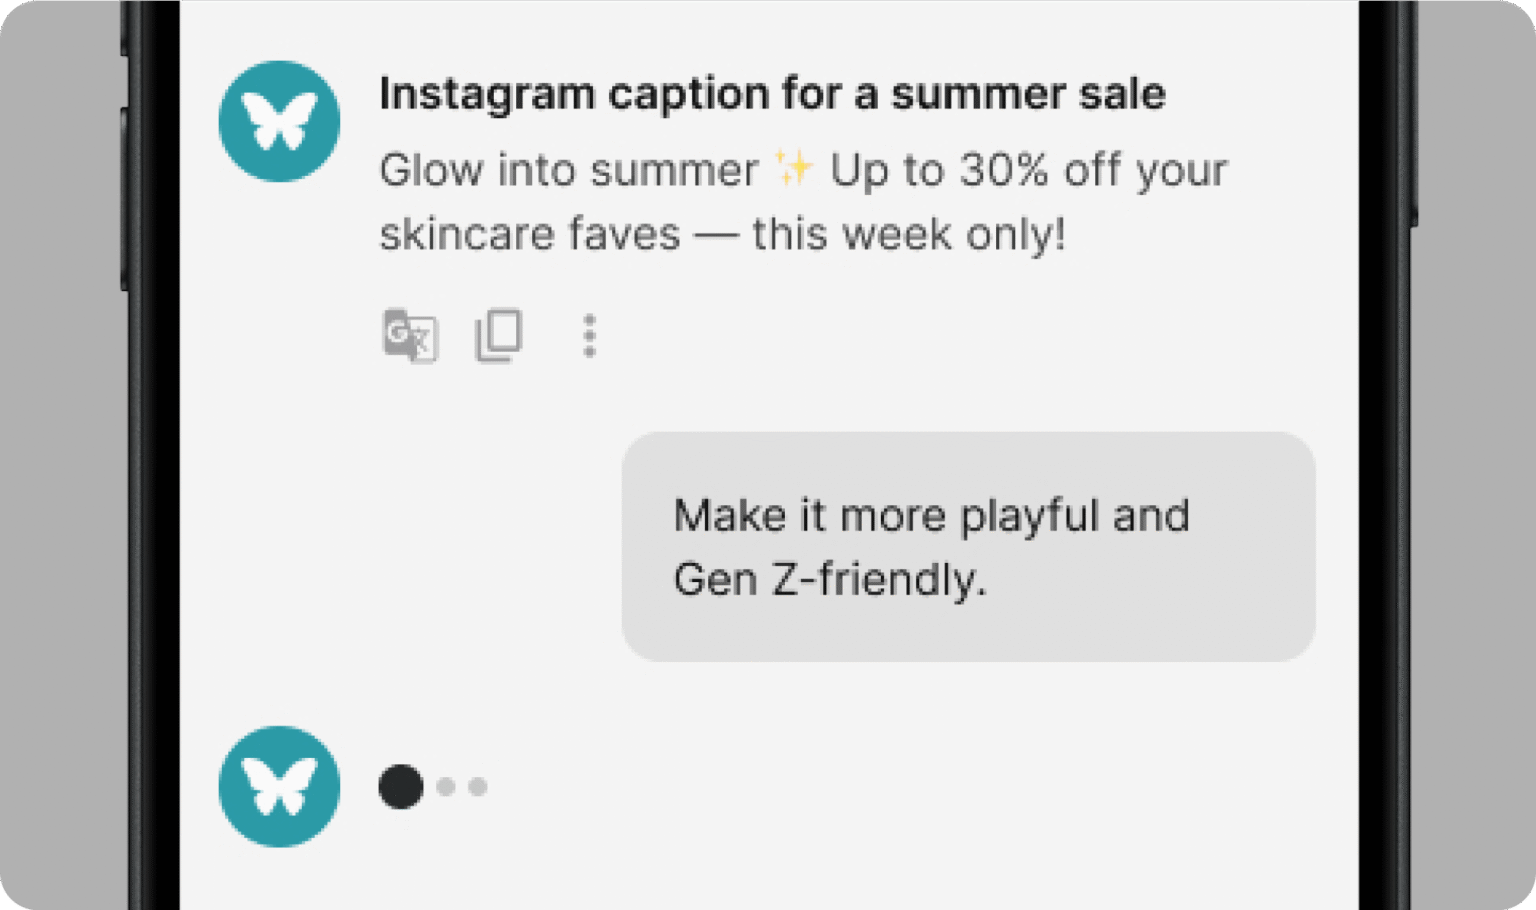 Instagram caption for a summer sale
Glow into summer ✨ Up to 30% off your
skincare faves — this week only!
Make it more playful and
Gen Z-friendly.